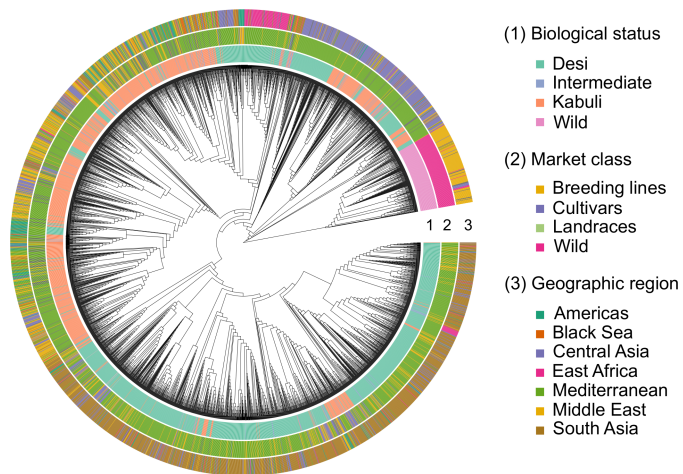 (1) Biological status
Desi
Intermediate
Kabuli
Wild
(2) Market class
Breeding lines
Cultivars
Landraces
Wild
1 2 3
(3) Geographic region
Americas
Black Sea
Central Asia
East Africa
Mediterranean
Middle East
South Asia